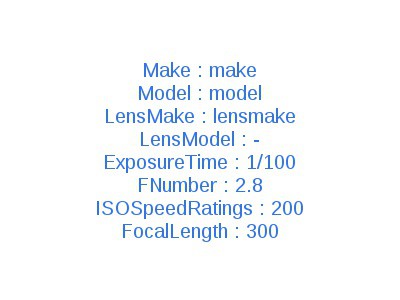 Make : make
Model : model
LensMake : lensmake
LensModel : -
ExposureTime : 1/100
FNumber : 2.8
ISOSpeedRatings : 200
FocalLength : 300